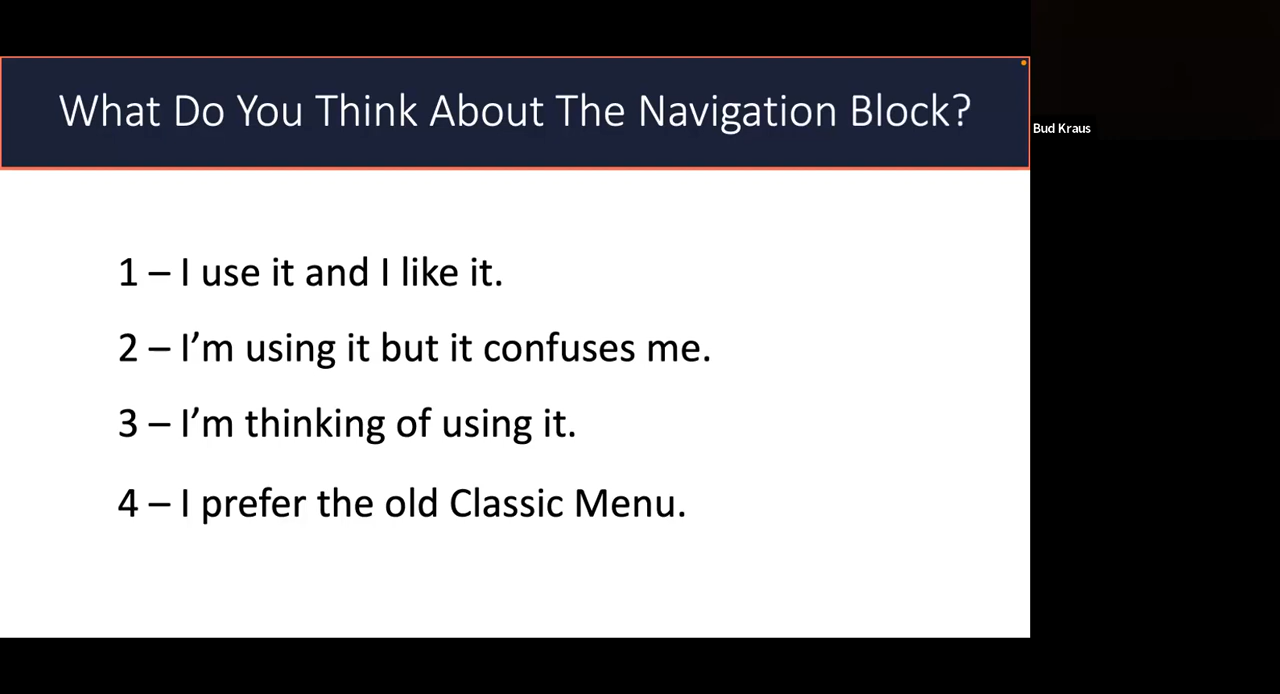 What Do You Think About The Navigation Block?
Bud Kraus
1 – I use it and I like it.
2 – I’m using it but it confuses me.
3 – I’m thinking of using it.
4 – I prefer the old Classic Menu.